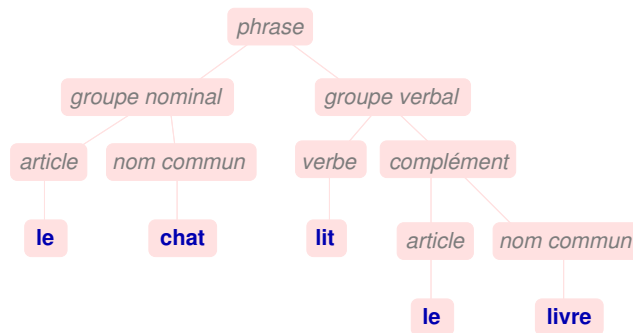 phrase
groupe nominal groupe verbal
article nom commun verbe complément
le chat lit article nom commun
le livre